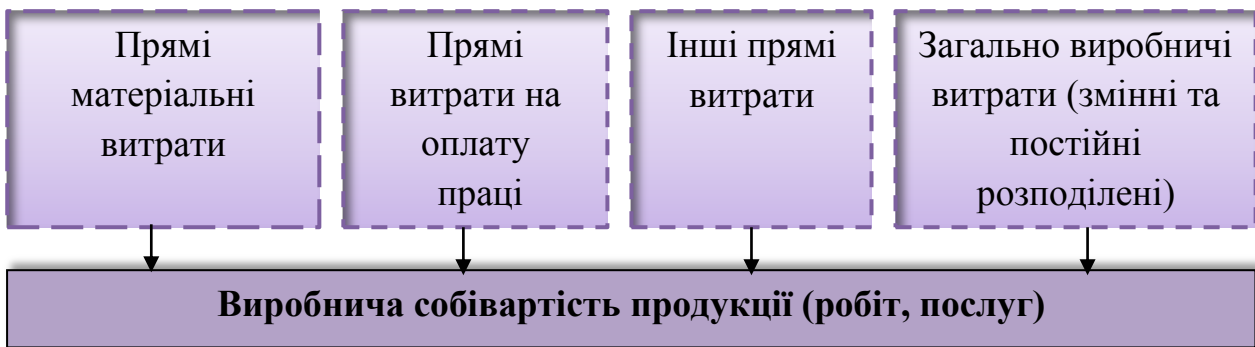 Прямі
матеріальні
витрати
Прямі
витрати на
оплату
праці
Інші прямі
витрати
Загально виробничі
витрати (змінні та
постійні
розподілені)
Виробнича собівартість продукції (робіт, послуг)